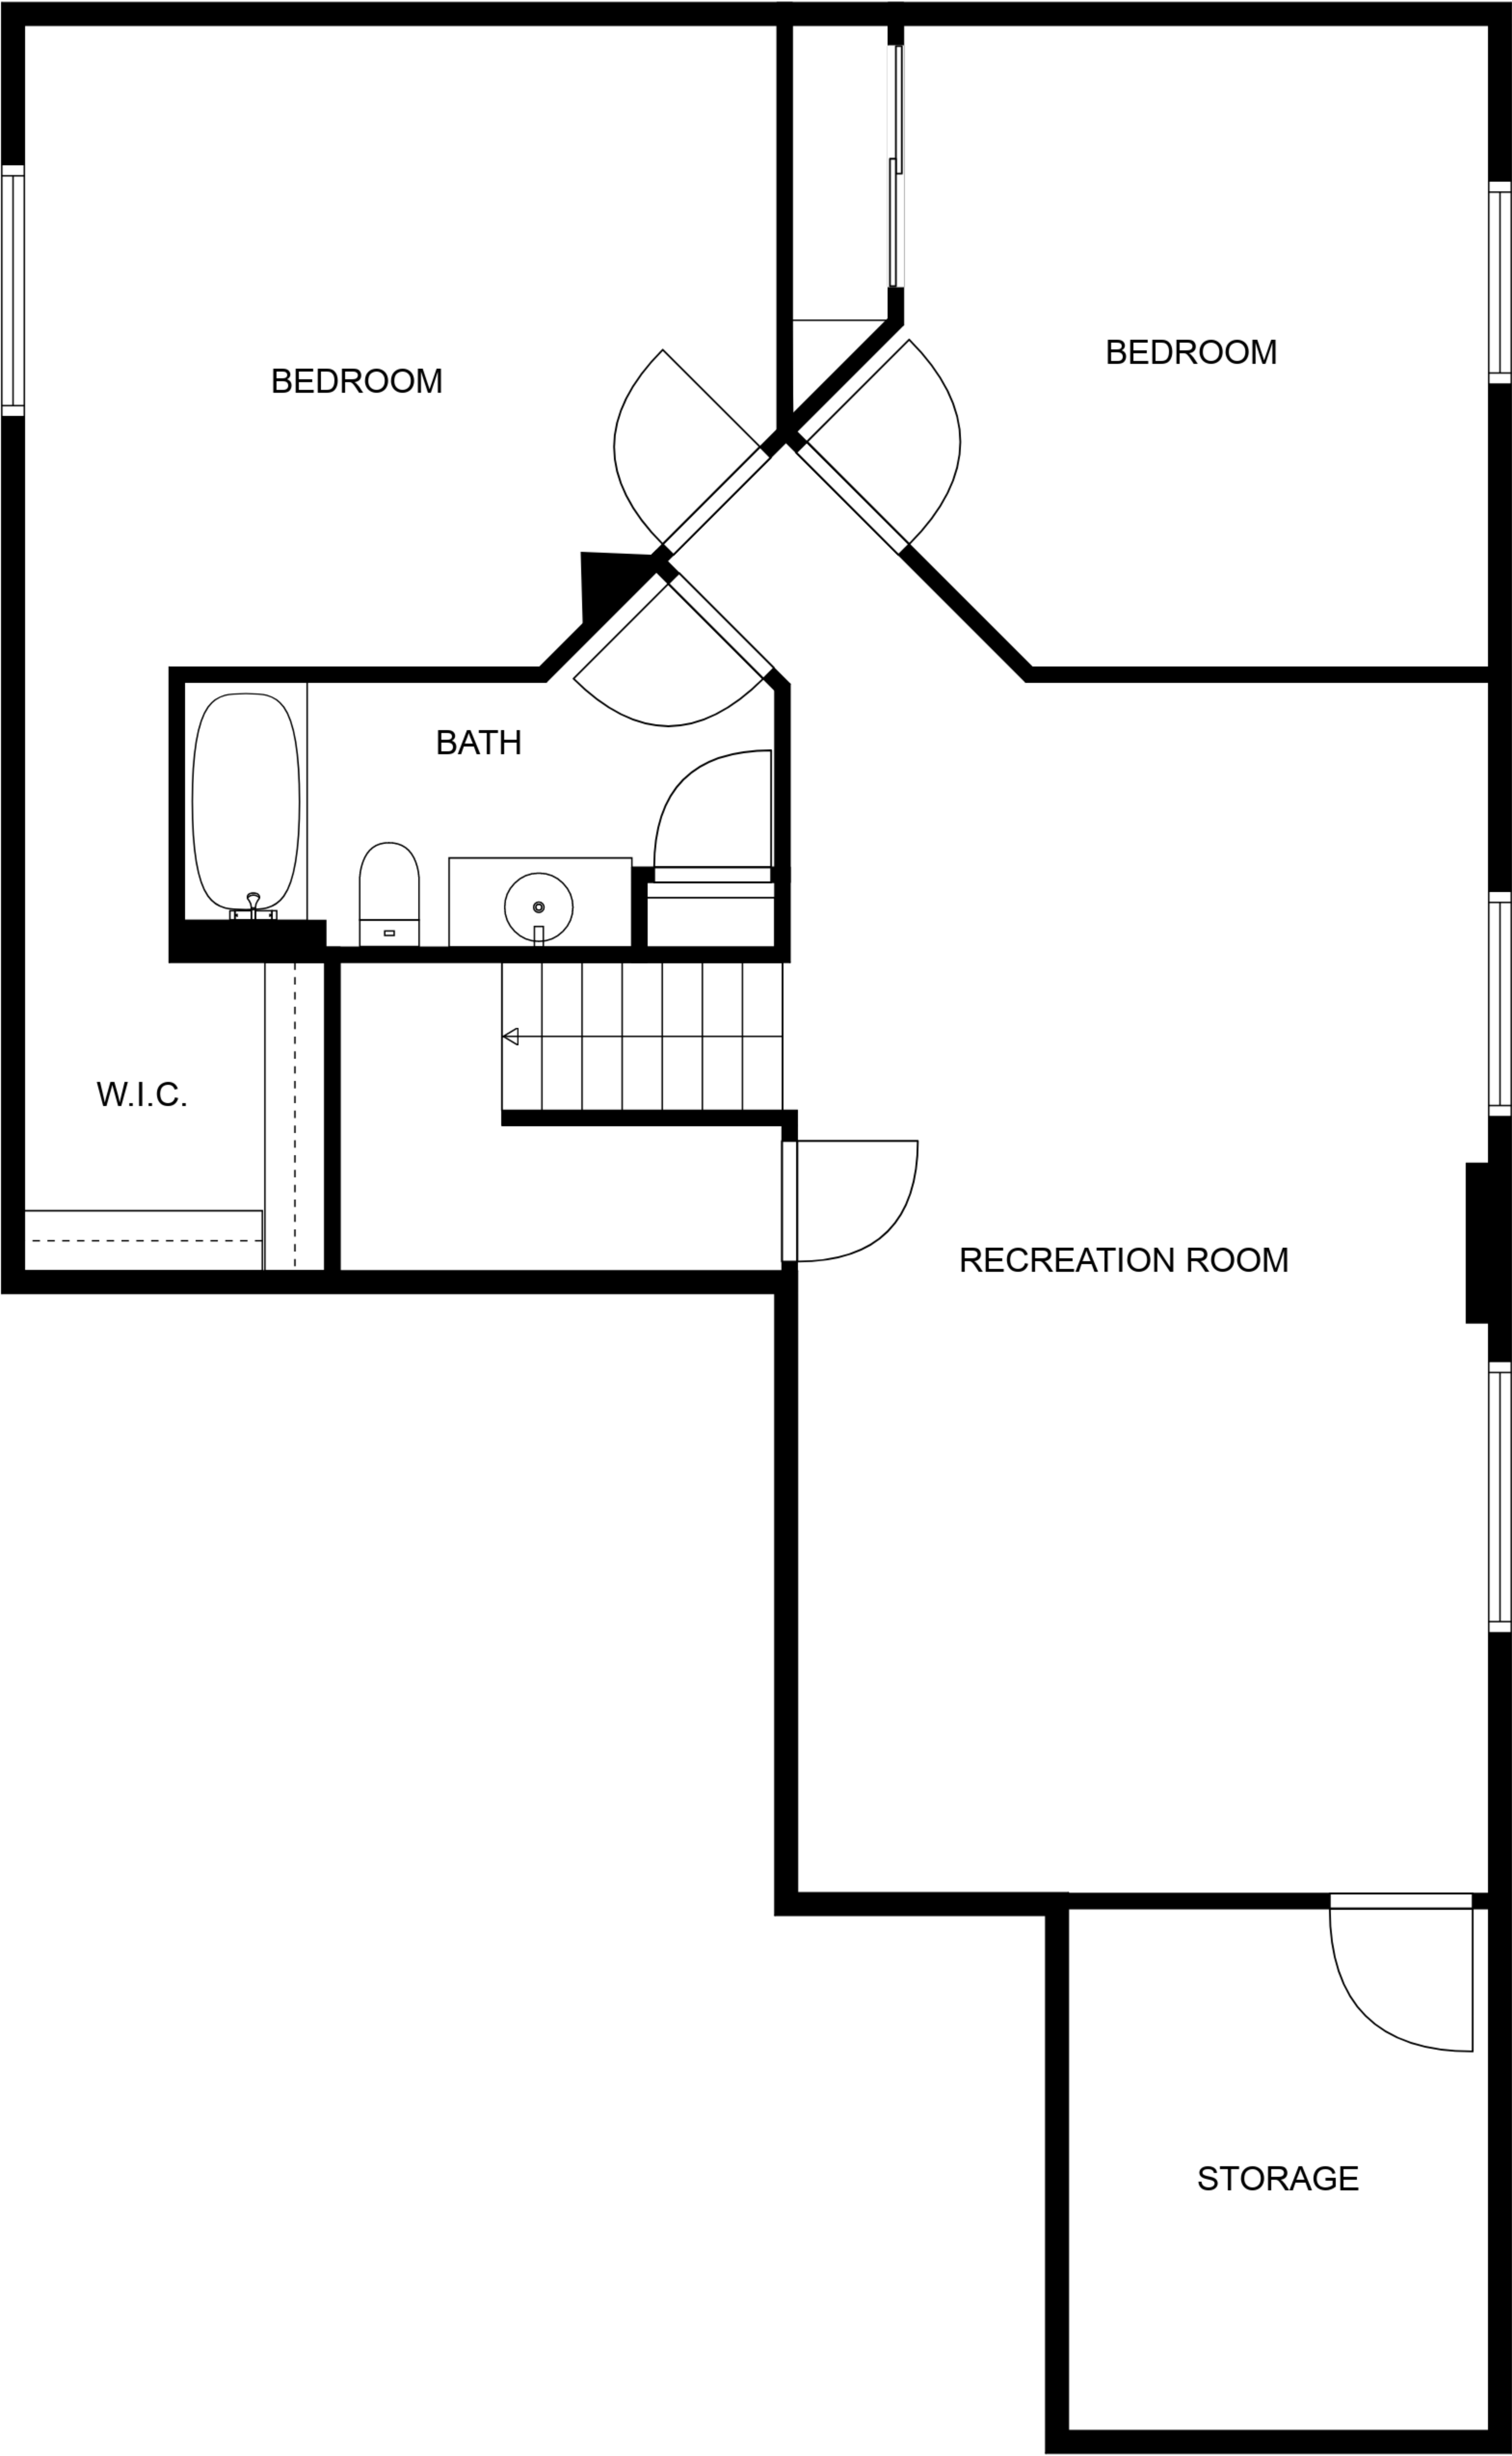 BEDROOM
BEDROOM
BATH
W.I.C.
RECREATION ROOM
STORAGE